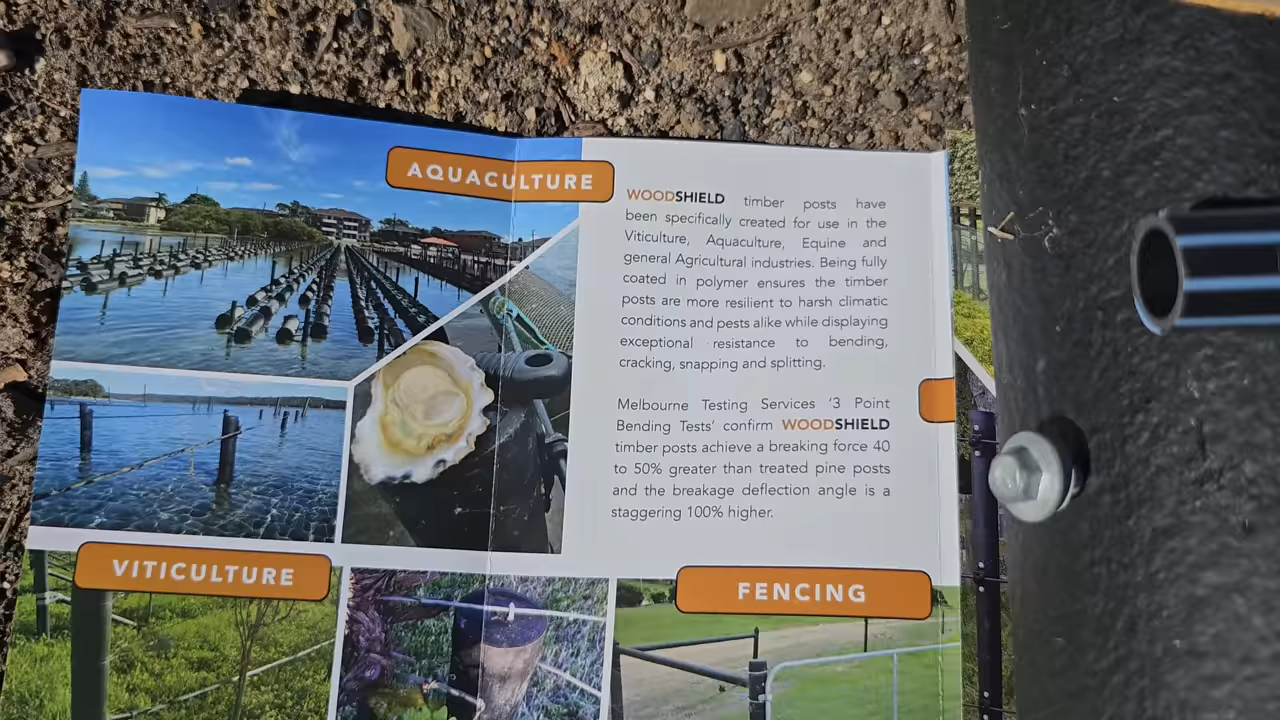 AQUACULTURE
WOODSHIELD timber posts have
been specifically created for use in the
Viticulture, Aquaculture, Equine and
general Agricultural industries. Being fully
coated in polymer ensures the timber
posts are more resilient to harsh climatic
conditions and pests alike while displaying
exceptional resistance to bending,
cracking, snapping and splitting.
Melbourne Testing Services '3 Point
Bending Tests' confirm WOODSHIELD
timber posts achieve a breaking force 40
to 50% greater than treated pine posts
and the breakage deflection angle is a
staggering 100% higher.
VITICULTURE
FENCING